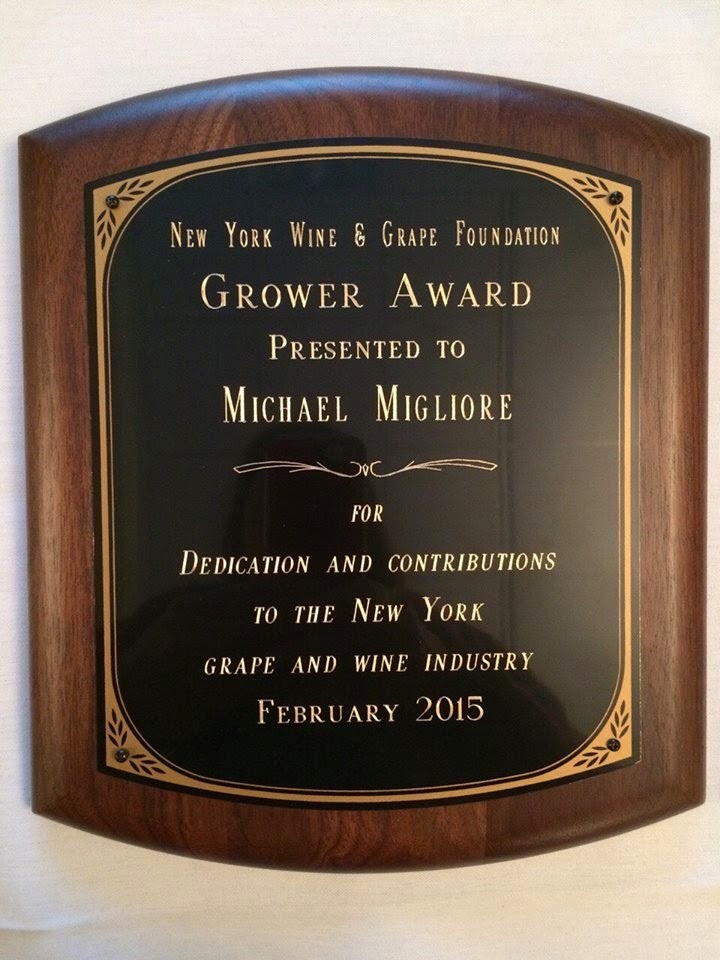 New York Wine & Grape Foundation
Grower Award
Presented to
Michael Migliore
for
Dedication and contributions
to the New York
grape and wine industry
February 2015